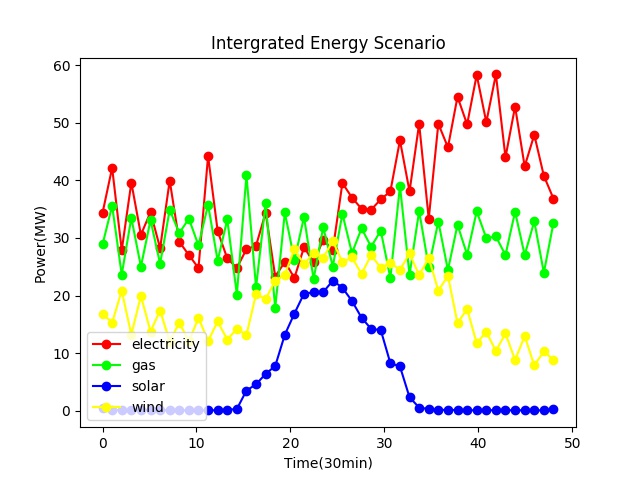 Intergrated Energy Scenario
Power(MW)
60
50
40
30
20
10
0
electricity
gas
solar
wind
0 10 20 30 40 50
Time(30min)